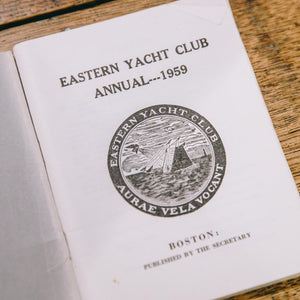 EASTERN YACHT CLUB
ANNUAL---1959
EASTERN YACHT CLUB
AURAE VELA VOCANT
BOSTON:
PUBLISHED BY THE SECRETARY